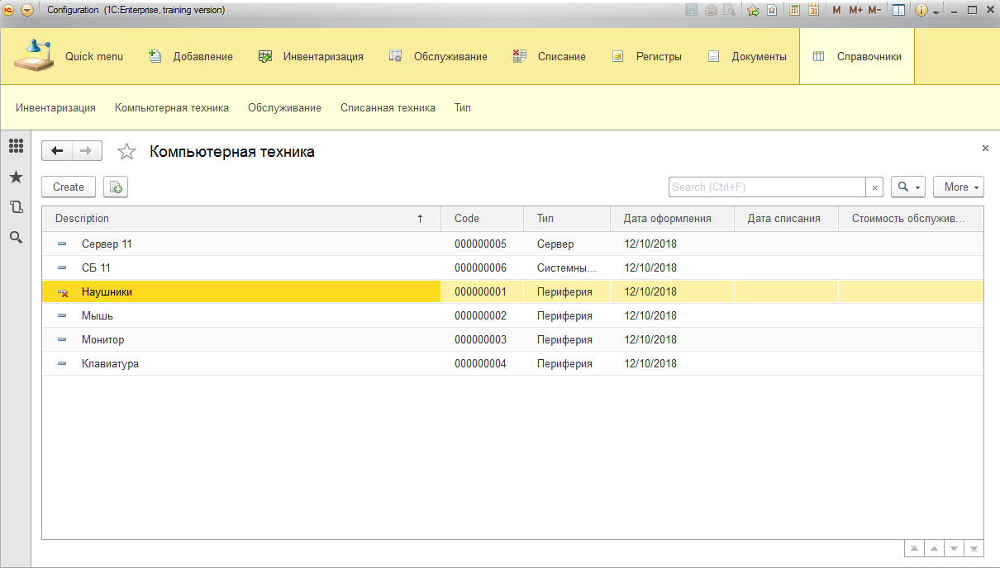 Configuration (1C:Enterprise, training version)
M M+ M-
Quick menu Добавление Инвентаризация Обслуживание Списание Регистры Документы Справочники
Инвентаризация Компьютерная техника Обслуживание Списанная техника Тип
Компьютерная техника
Create Search (Ctrl+F) × More
Description ↑ Code Тип Дата оформления Дата списания Стоимость обслужив...
Сервер 11 000000005 Сервер 12/10/2018
СБ 11 000000006 Системны... 12/10/2018
Наушники 000000001 Периферия 12/10/2018
Мышь 000000002 Периферия 12/10/2018
Монитор 000000003 Периферия 12/10/2018
Клавиатура 000000004 Периферия 12/10/2018